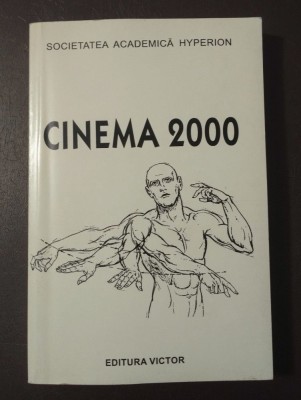 SOCIETATEA ACADEMICĂ HYPERION
CINEMA 2000
EDITURA VICTOR